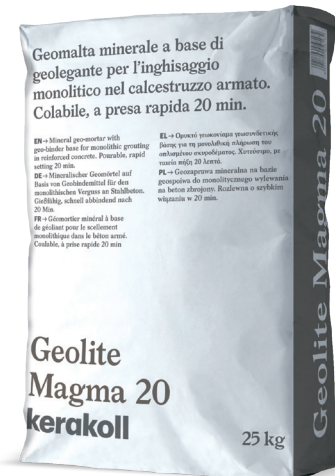 Geomalta minerale a base di
geolegante per l'inghisaggio
monolitico nel calcestruzzo armato.
Colabile, a presa rapida 20 min.
EN→Mineral geo-mortar with
geo-binder base for monolithic grouting
in reinforced concrete. Pourable, rapid
setting 20 min.
DE→Mineralischer Geomörtel auf
Basis von Geobindemittel für den
monolithischen Verguss an Stahlbeton.
Gießfähig, schnell abbindend nach
20 Min.
FR→Géomortier minéral à base
de géoliant pour le scellement
monolithique dans le béton armé.
Coulable, à prise rapide 20 min
EL→Ορυκτό γεωκονίαμα γεωσυνδετικής
βάσης για τη μονολιθική πλήρωση του
οπλισμένου σκυροδέματος. Χυτεύσιμο, με
ταχεία πήξη 20 λεπτά.
PL→Geozaprawa mineralna na bazie
geospoiwa do monolitycznego wylewania
na beton zbrojony. Rozlewna o szybkim
wiązaniu w 20 min.
Geolite
Magma 20
kerakoll
25 kg
Geolite Magma 20